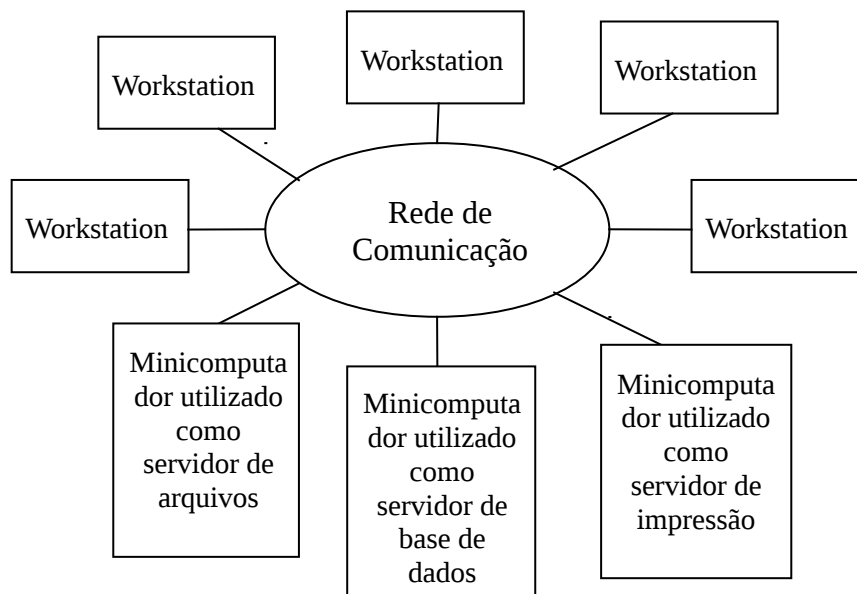 Workstation
Workstation
Workstation
Workstation
Rede de
Comunicação
Workstation
Minicomputa
dor utilizado
como
servidor de
arquivos
Minicomputa
dor utilizado
como
servidor de
base de
dados
Minicomputa
dor utilizado
como
servidor de
impressão